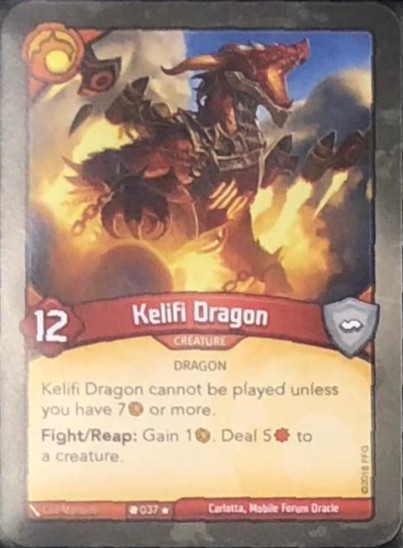 Kelifi Dragon
12
CREATURE
DRAGON
Kelifi Dragon cannot be played unless
you have 7 or more.
Fight/Reap: Gain 1. Deal 5 to
a creature.
©2018 FFG
037
Carlotta, Mobile Forum Oracle